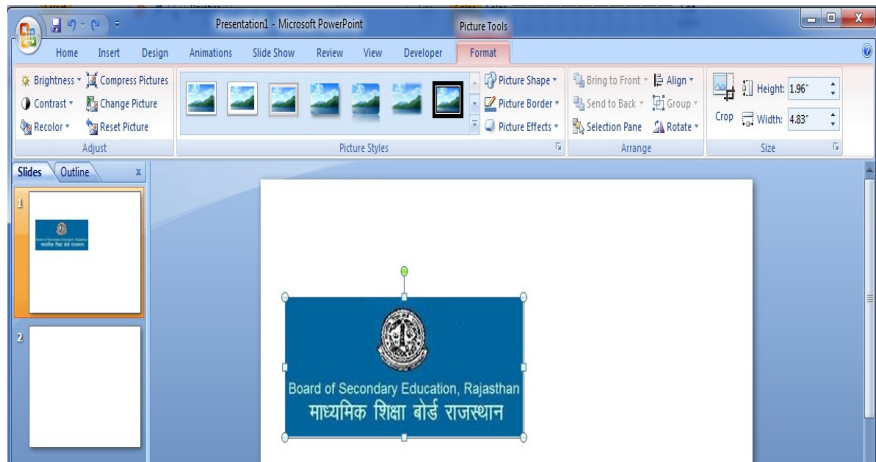 Presentation1 - Microsoft PowerPoint
Picture Tools
Home Insert Design Animations Slide Show Review View Developer Format
Brightness Compress Pictures Picture Shape Bring to Front Align Height: 1.96"
Contrast Change Picture Picture Border Send to Back Group Crop Width: 4.83"
Recolor Reset Picture Picture Effects Selection Pane Rotate
Adjust Picture Styles Arrange Size
Slides Outline x
1
2
Board of Secondary Education, Rajasthan
माध्यमिक शिक्षा बोर्ड राजस्थान